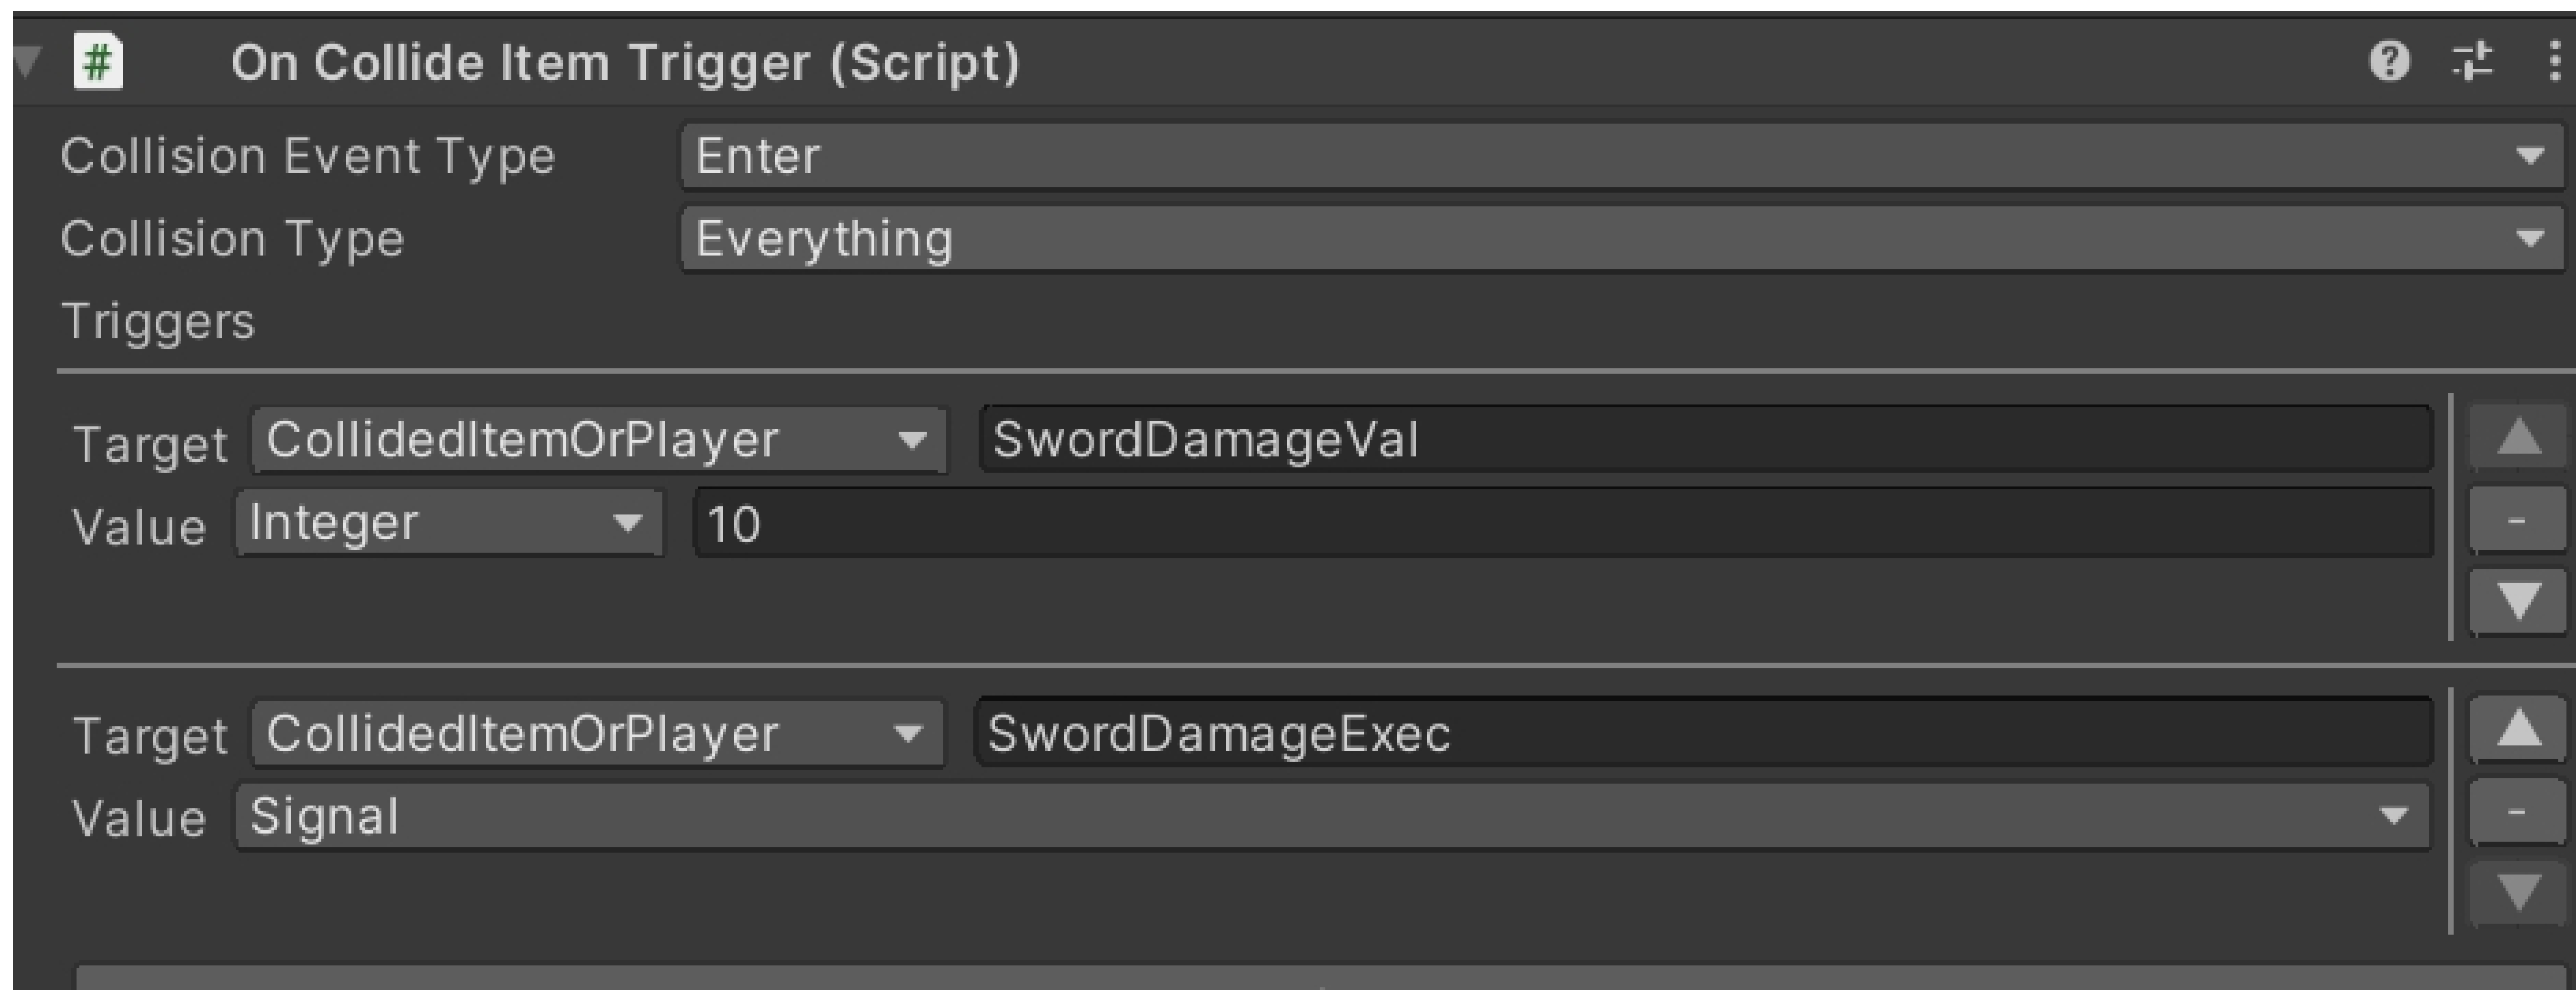 # On Collide Item Trigger (Script)
Collision Event Type Enter
Collision Type Everything
Triggers
Target CollidedItemOrPlayer SwordDamageVal
Value Integer 10
-
Target CollidedItemOrPlayer SwordDamageExec
Value Signal
-